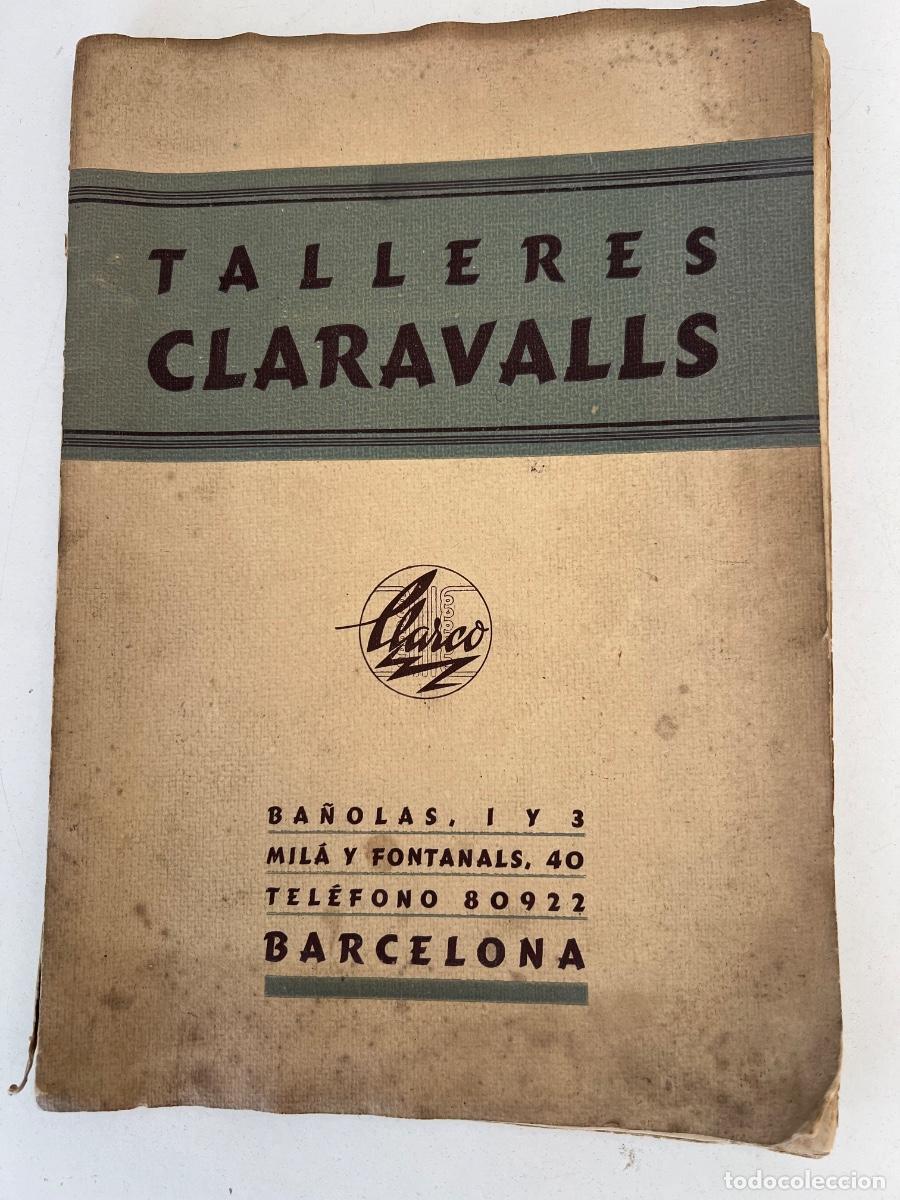 TALLERES
CLARAVALLS
Clarco
BAÑOLAS, 1 Y 3
MILÁ Y FONTANALS, 40
TELÉFONO 80922
BARCELONA
todocoleccion